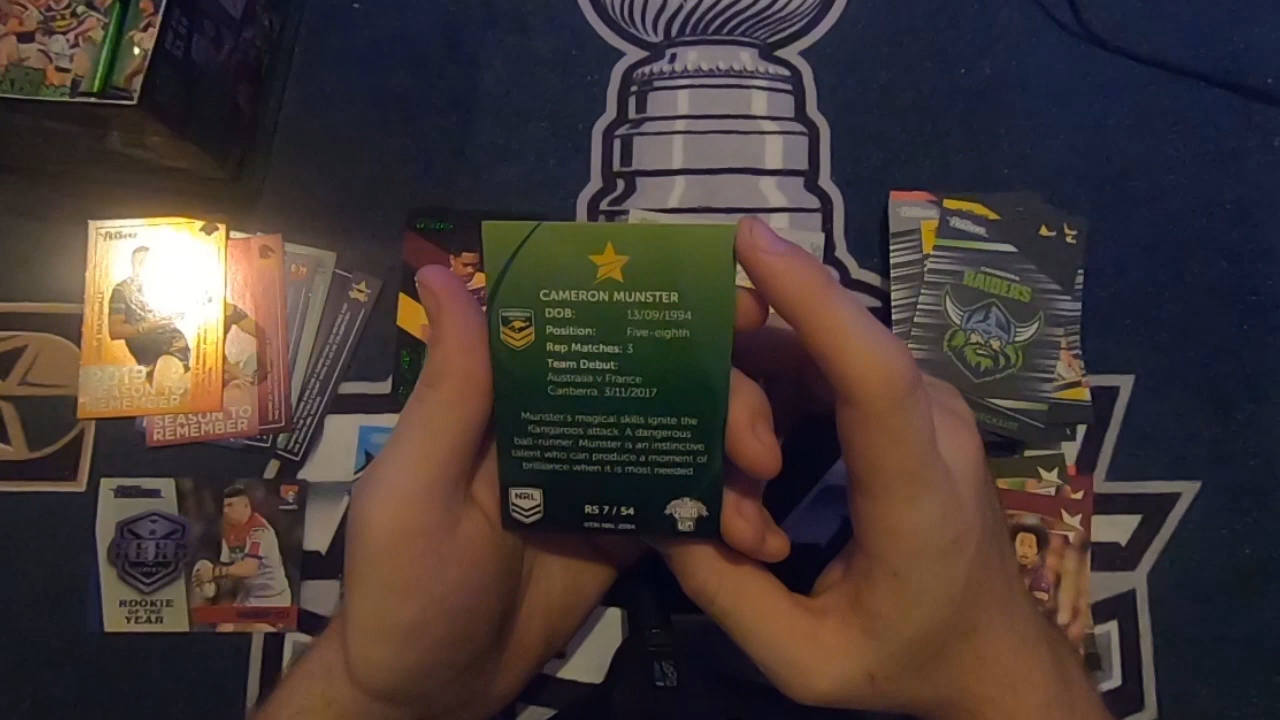 CAMERON MUNSTER
DOB: 13/09/1994
Position: Five-eighth
Rep Matches: 3
Team Debut:
Australia v France
Canberra. 3/11/2017
Munster's magical skills ignite the
Kangaroos attack. A dangerous
ball-runner, Munster is an instinctive
talent who can produce a moment of
brilliance when it is most needed
NRL
RS 7 / 54
2020
2019
SEASON TO
REMEMBER
SEASON TO
REMEMBER
ROOKIE
OF THE
YEAR
RAIDERS